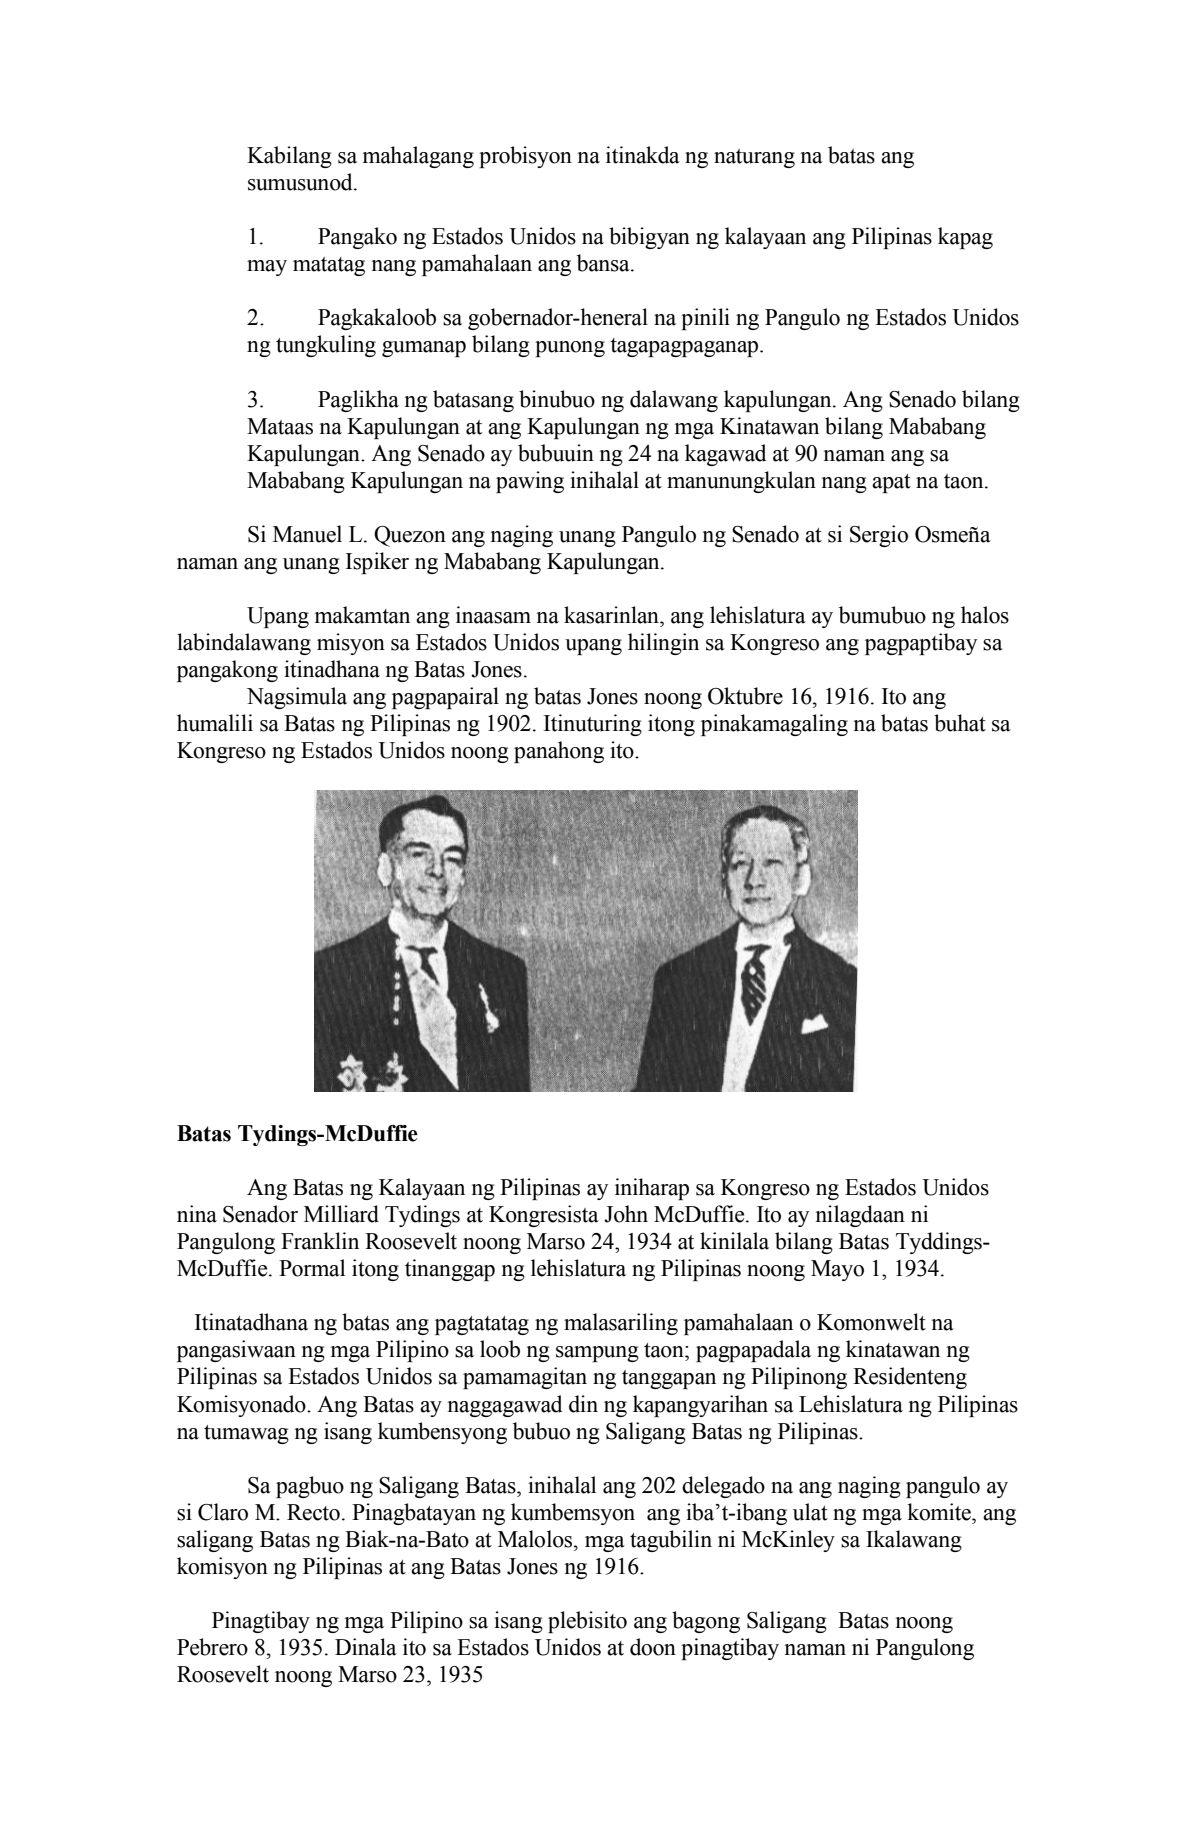 Kabilang sa mahalagang probisyon na itinakda ng naturang na batas ang
sumusunod.
1. Pangako ng Estados Unidos na bibigyan ng kalayaan ang Pilipinas kapag
may matatag nang pamahalaan ang bansa.
2. Pagkakaloob sa gobernador-heneral na pinili ng Pangulo ng Estados Unidos
ng tungkuling gumanap bilang punong tagapagpaganap.
3. Paglikha ng batasang binubuo ng dalawang kapulungan. Ang Senado bilang
Mataas na Kapulungan at ang Kapulungan ng mga Kinatawan bilang Mababang
Kapulungan. Ang Senado ay bubuuin ng 24 na kagawad at 90 naman ang sa
Mababang Kapulungan na pawing inihalal at manunungkulan nang apat na taon.
Si Manuel L. Quezon ang naging unang Pangulo ng Senado at si Sergio Osmeña
naman ang unang Ispiker ng Mababang Kapulungan.
Upang makamtan ang inaasam na kasarinlan, ang lehislatura ay bumubuo ng halos
labindalawang misyon sa Estados Unidos upang hilingin sa Kongreso ang pagpaptibay sa
pangakong itinadhana ng Batas Jones.
Nagsimula ang pagpapairal ng batas Jones noong Oktubre 16, 1916. Ito ang
humalili sa Batas ng Pilipinas ng 1902. Itinuturing itong pinakamagaling na batas buhat sa
Kongreso ng Estados Unidos noong panahong ito.
Batas Tydings-McDuffie
Ang Batas ng Kalayaan ng Pilipinas ay iniharap sa Kongreso ng Estados Unidos
nina Senador Milliard Tydings at Kongresista John McDuffie. Ito ay nilagdaan ni
Pangulong Franklin Roosevelt noong Marso 24, 1934 at kinilala bilang Batas Tyddings-
McDuffie. Pormal itong tinanggap ng lehislatura ng Pilipinas noong Mayo 1, 1934.
Itinatadhana ng batas ang pagtatatag ng malasariling pamahalaan o Komonwelt na
pangasiwaan ng mga Pilipino sa loob ng sampung taon; pagpapadala ng kinatawan ng
Pilipinas sa Estados Unidos sa pamamagitan ng tanggapan ng Pilipinong Residenteng
Komisyonado. Ang Batas ay naggagawad din ng kapangyarihan sa Lehislatura ng Pilipinas
na tumawag ng isang kumbensyong bubuo ng Saligang Batas ng Pilipinas.
Sa pagbuo ng Saligang Batas, inihalal ang 202 delegado na ang naging pangulo ay
si Claro M. Recto. Pinagbatayan ng kumbemsyon  ang iba’t-ibang ulat ng mga komite, ang
saligang Batas ng Biak-na-Bato at Malolos, mga tagubilin ni McKinley sa Ikalawang
komisyon ng Pilipinas at ang Batas Jones ng 1916.
Pinagtibay ng mga Pilipino sa isang plebisito ang bagong Saligang  Batas noong
Pebrero 8, 1935. Dinala ito sa Estados Unidos at doon pinagtibay naman ni Pangulong
Roosevelt noong Marso 23, 1935